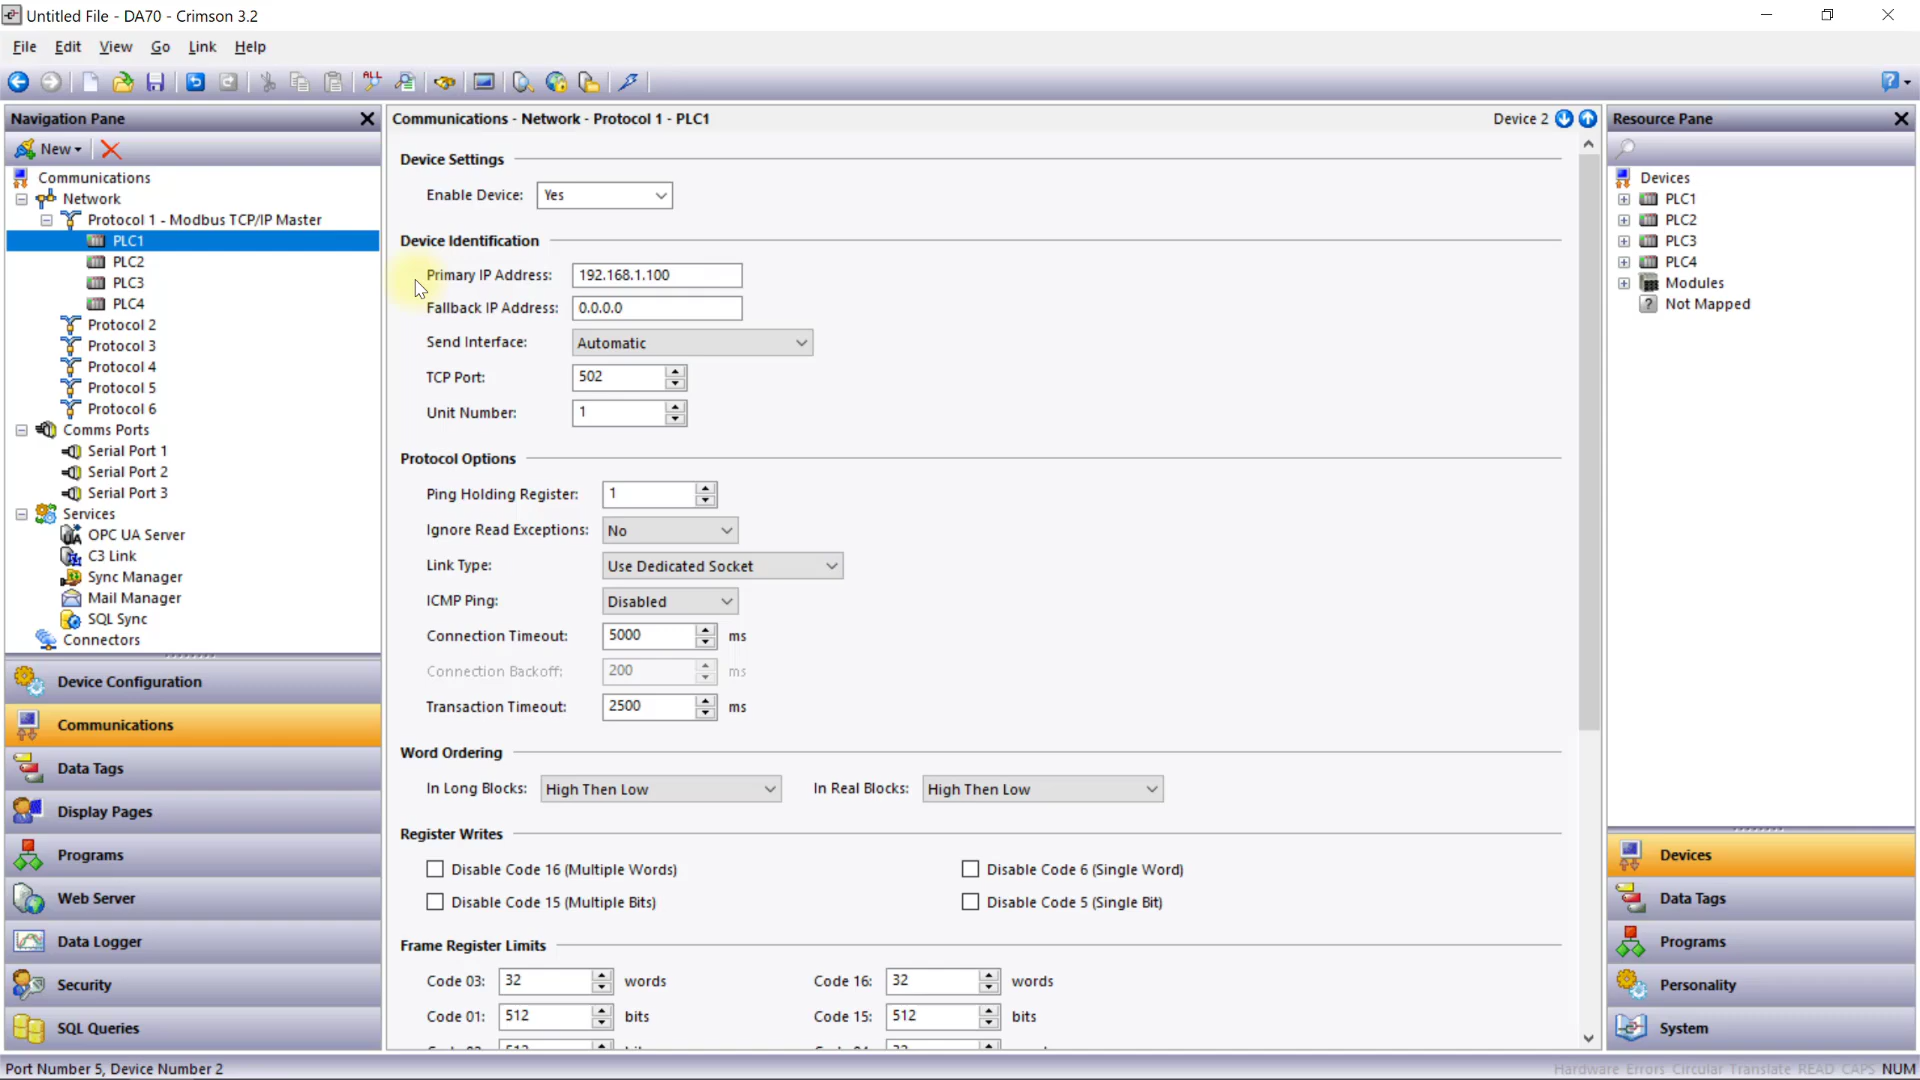 Untitled File - DA70 - Crimson 3.2
File Edit View Go Link Help
ALL
Navigation Pane
New
Communications
Network
Protocol 1 - Modbus TCP/IP Master
PLC1
PLC2
PLC3
PLC4
Protocol 2
Protocol 3
Protocol 4
Protocol 5
Protocol 6
Comms Ports
Serial Port 1
Serial Port 2
Serial Port 3
Services
OPC UA Server
C3 Link
Sync Manager
Mail Manager
SQL Sync
Connectors
Device Configuration
Communications
Data Tags
Display Pages
Programs
Web Server
Data Logger
Security
SQL Queries
Communications - Network - Protocol 1 - PLC1
Device 2
Device Settings
Enable Device: Yes
Device Identification
Primary IP Address: 192.168.1.100
Fallback IP Address: 0.0.0.0
Send Interface: Automatic
TCP Port: 502
Unit Number: 1
Protocol Options
Ping Holding Register: 1
Ignore Read Exceptions: No
Link Type: Use Dedicated Socket
ICMP Ping: Disabled
Connection Timeout: 5000 ms
Connection Backoff: 200 ms
Transaction Timeout: 2500 ms
Word Ordering
In Long Blocks: High Then Low In Real Blocks: High Then Low
Register Writes
Disable Code 16 (Multiple Words) Disable Code 6 (Single Word)
Disable Code 15 (Multiple Bits) Disable Code 5 (Single Bit)
Frame Register Limits
Code 03: 32 words Code 16: 32 words
Code 01: 512 bits Code 15: 512 bits
Resource Pane
Devices
PLC1
PLC2
PLC3
PLC4
Modules
Not Mapped
Devices
Data Tags
Programs
Personality
System
Port Number 5, Device Number 2
Hardware Errors Circular Translate READ CAPS NUM